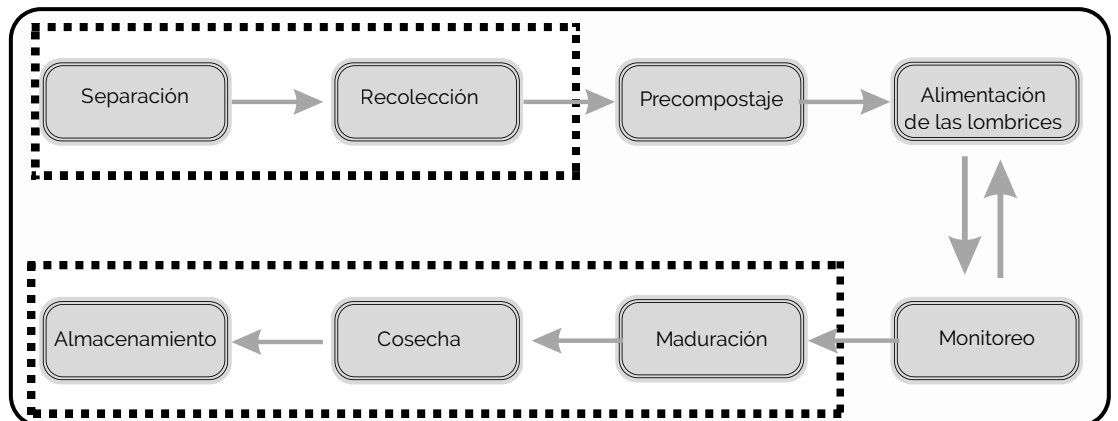 Separación
Recolección
Precompostaje
Alimentación
de las lombrices
Almacenamiento
Cosecha
Maduración
Monitoreo